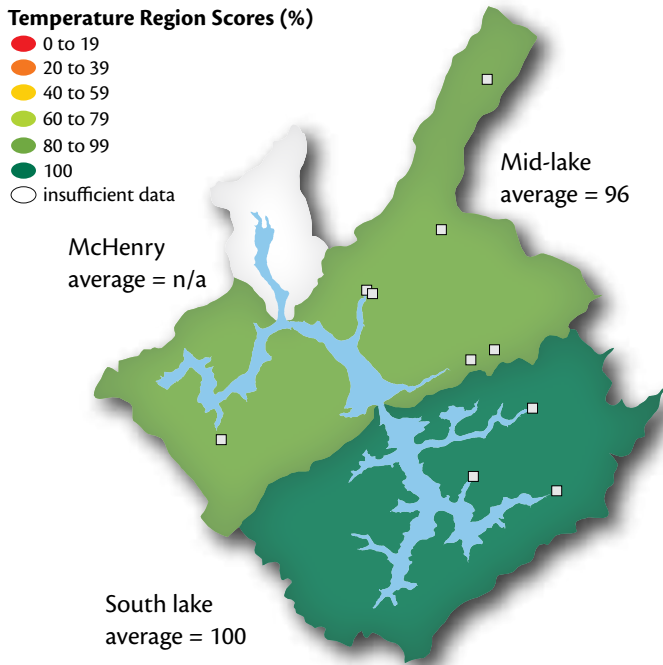 Temperature Region Scores (%)
0 to 19
20 to 39
40 to 59
60 to 79
80 to 99
100
insufficient data
Mid-lake
average = 96
McHenry
average = n/a
South lake
average = 100